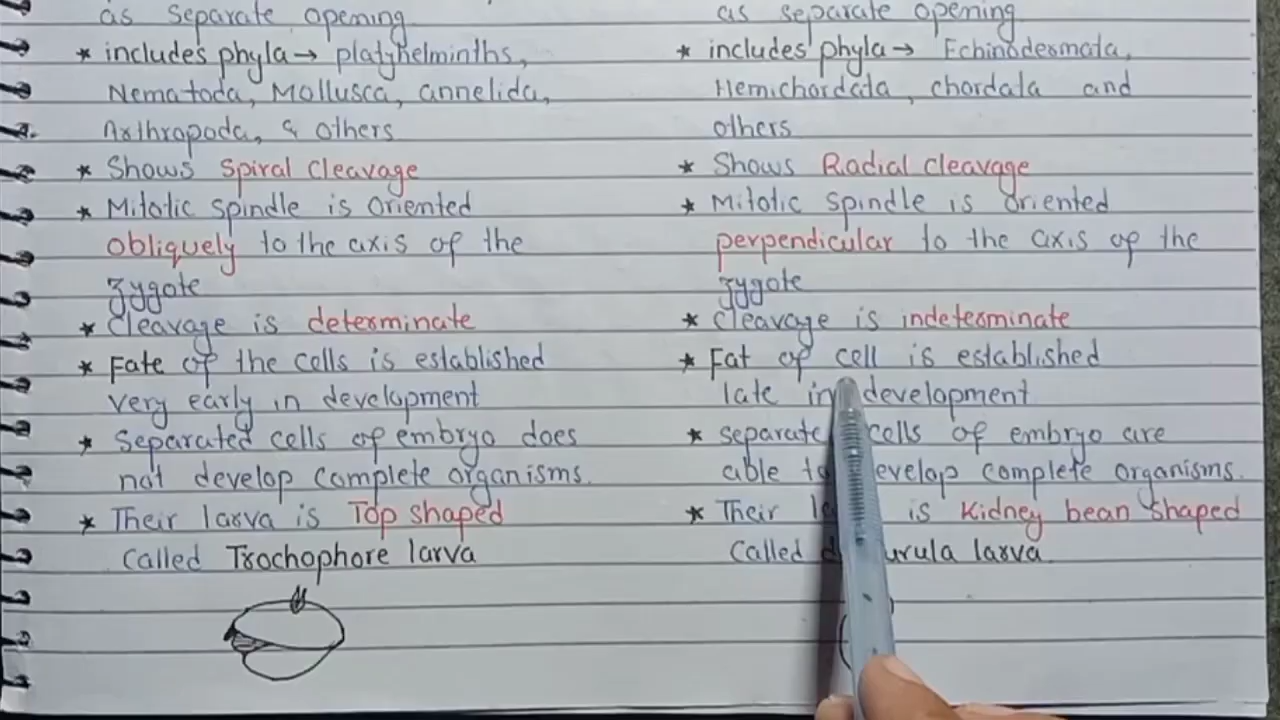 as separate opening
* includes phyla → platyhelminths,
Nematoda, Mollusca, annelida,
Arthropoda, & others
* Shows Spiral Cleavage
* Mitotic spindle is oriented
obliquely to the axis of the
zygote
* Cleavage is determinate
* Fate of the cells is established
very early in development
* Separated cells of embryo does
not develop complete organisms.
* Their larva is Top shaped
Called Trochophore larva
as separate opening
* includes phyla → Echinodermata,
Hemichordata, chordata and
others
* Shows Radial cleavage
* Mitotic spindle is oriented
perpendicular to the axis of the
zygote
* Cleavage is indeterminate
* Fat of cell is established
late in development
* separate cells of embryo are
able to develop complete organisms.
* Their is Kidney bean shaped
Called larva